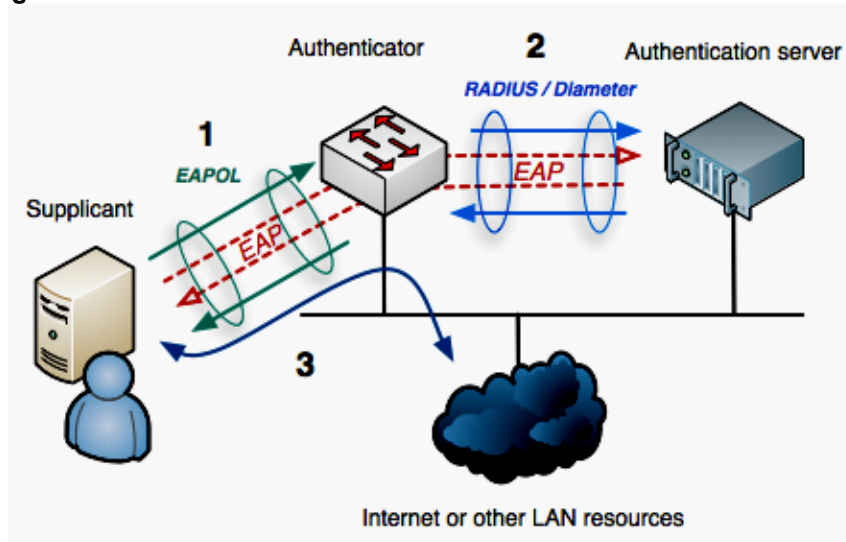 Authenticator
2
Authentication server
RADIUS / Diameter
1
EAPOL
EAP
Supplicant
EAP
3
Internet or other LAN resources